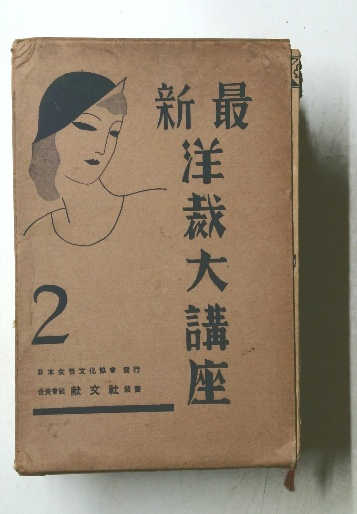 最新
洋裁大講座
2
日本女性文化協會 發行
合資會社 献文社 發賣